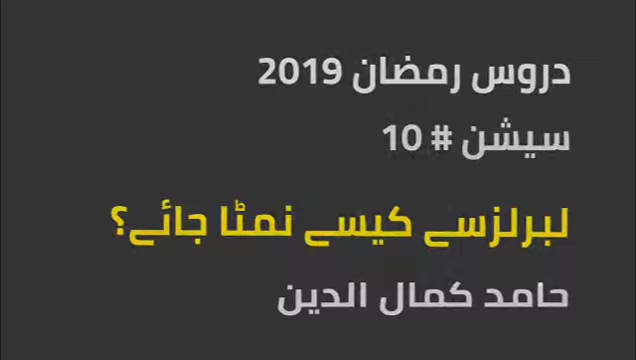 دروس رمضان 2019
سیشن # 10
لبرلزسے کیسے نمٹا جائے؟
حامد کمال الدین